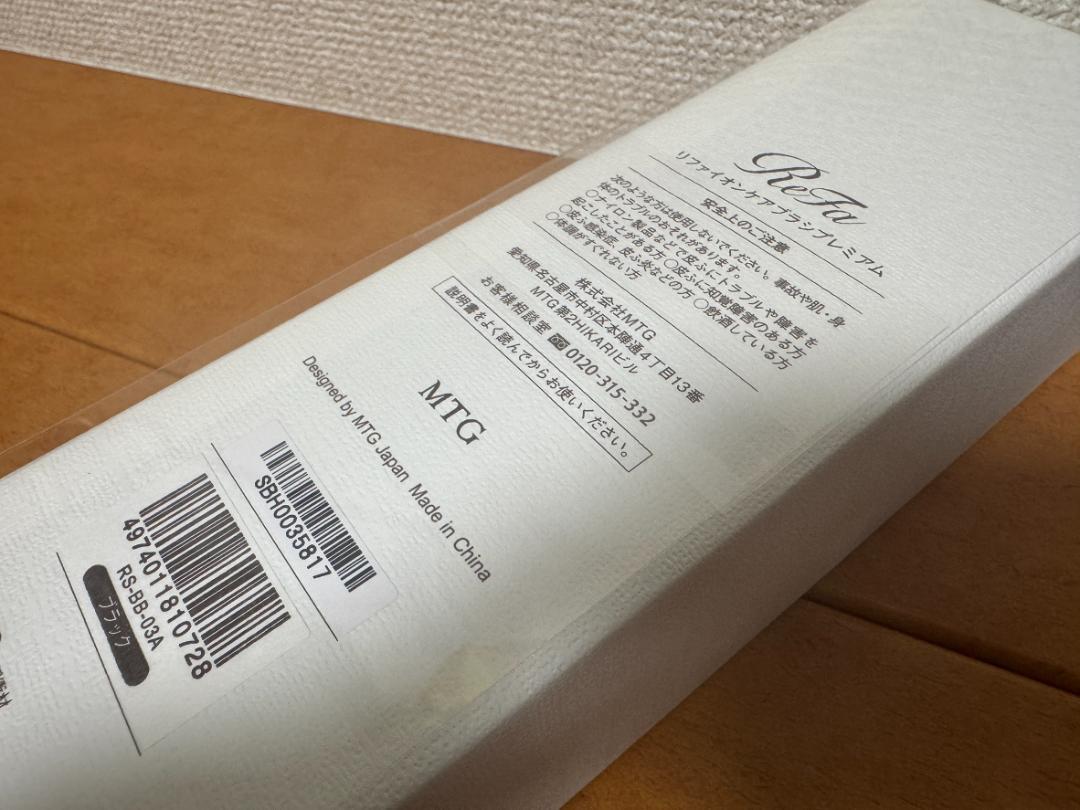 ReFa
リファイオンケアブラシプレミアム
安全上のご注意
次のような方は使用しないでください。事故や肌・身
体のトラブルのおそれがあります。
○ナイロン製品などで皮ふにトラブルや障害を
起こしたことがある方 ○皮ふに知覚障害のある方
○皮ふ感染症、皮ふ炎などの方 ○飲酒している方
○体調がすぐれない方
株式会社MTG
愛知県名古屋市中村区本陣通4丁目13番
MTG第2HIKARIビル
お客様相談室 0120-315-332
説明書をよく読んでからお使いください。
MTG
Designed by MTG Japan Made in China
SBH0035817
4974011810728
RS-BB-03A
ブラック